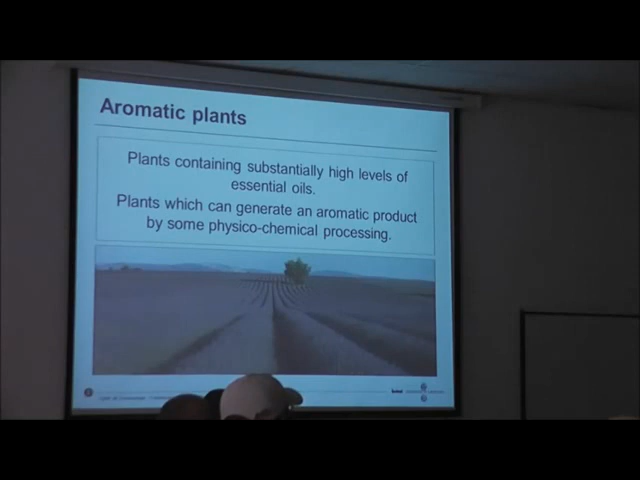 Aromatic plants
Plants containing substantially high levels of
essential oils.
Plants which can generate an aromatic product
by some physico-chemical processing.